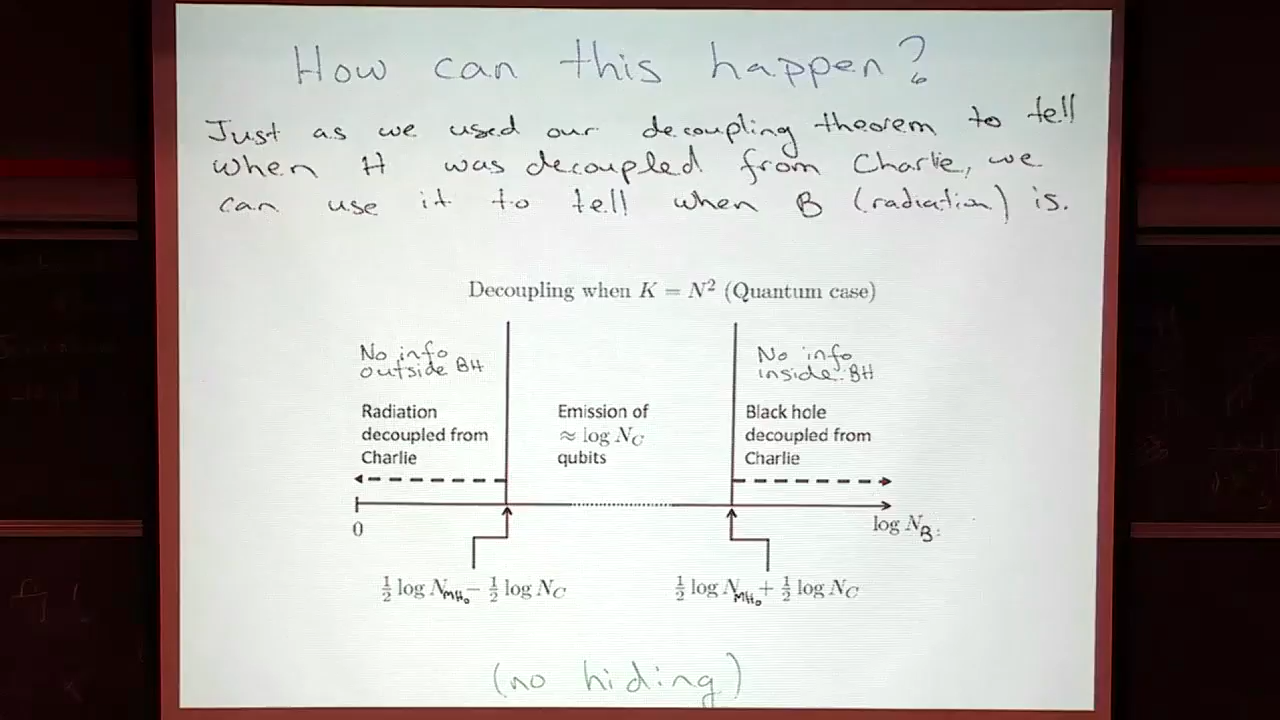 How can this happen?
Just as we used our decoupling theorem to tell
when H was decoupled from Charlie, we
can use it to tell when B (radiation) is.
Decoupling when K = N² (Quantum case)
No info
outside BH
No info
inside BH
Radiation
decoupled from
Charlie
Emission of
≈ log N_C
qubits
Black hole
decoupled from
Charlie
0
log N_B
½ log N_MH₀ − ½ log N_C
½ log N_MH₀ + ½ log N_C
(no hiding)